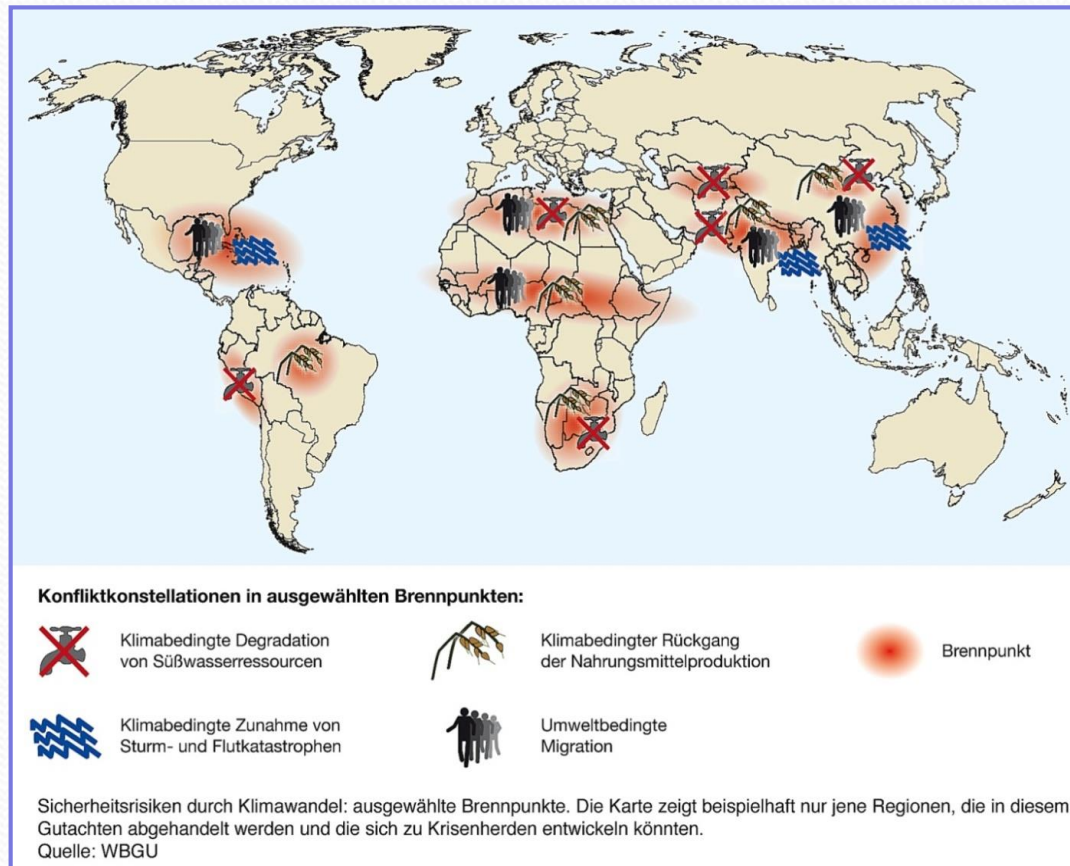 Konfliktkonstellationen in ausgewählten Brennpunkten:
Klimabedingte Degradation
von Süßwasserressourcen
Klimabedingter Rückgang
der Nahrungsmittelproduktion
Brennpunkt
Klimabedingte Zunahme von
Sturm- und Flutkatastrophen
Umweltbedingte
Migration
Sicherheitsrisiken durch Klimawandel: ausgewählte Brennpunkte. Die Karte zeigt beispielhaft nur jene Regionen, die in diesem
Gutachten abgehandelt werden und die sich zu Krisenherden entwickeln könnten.
Quelle: WBGU